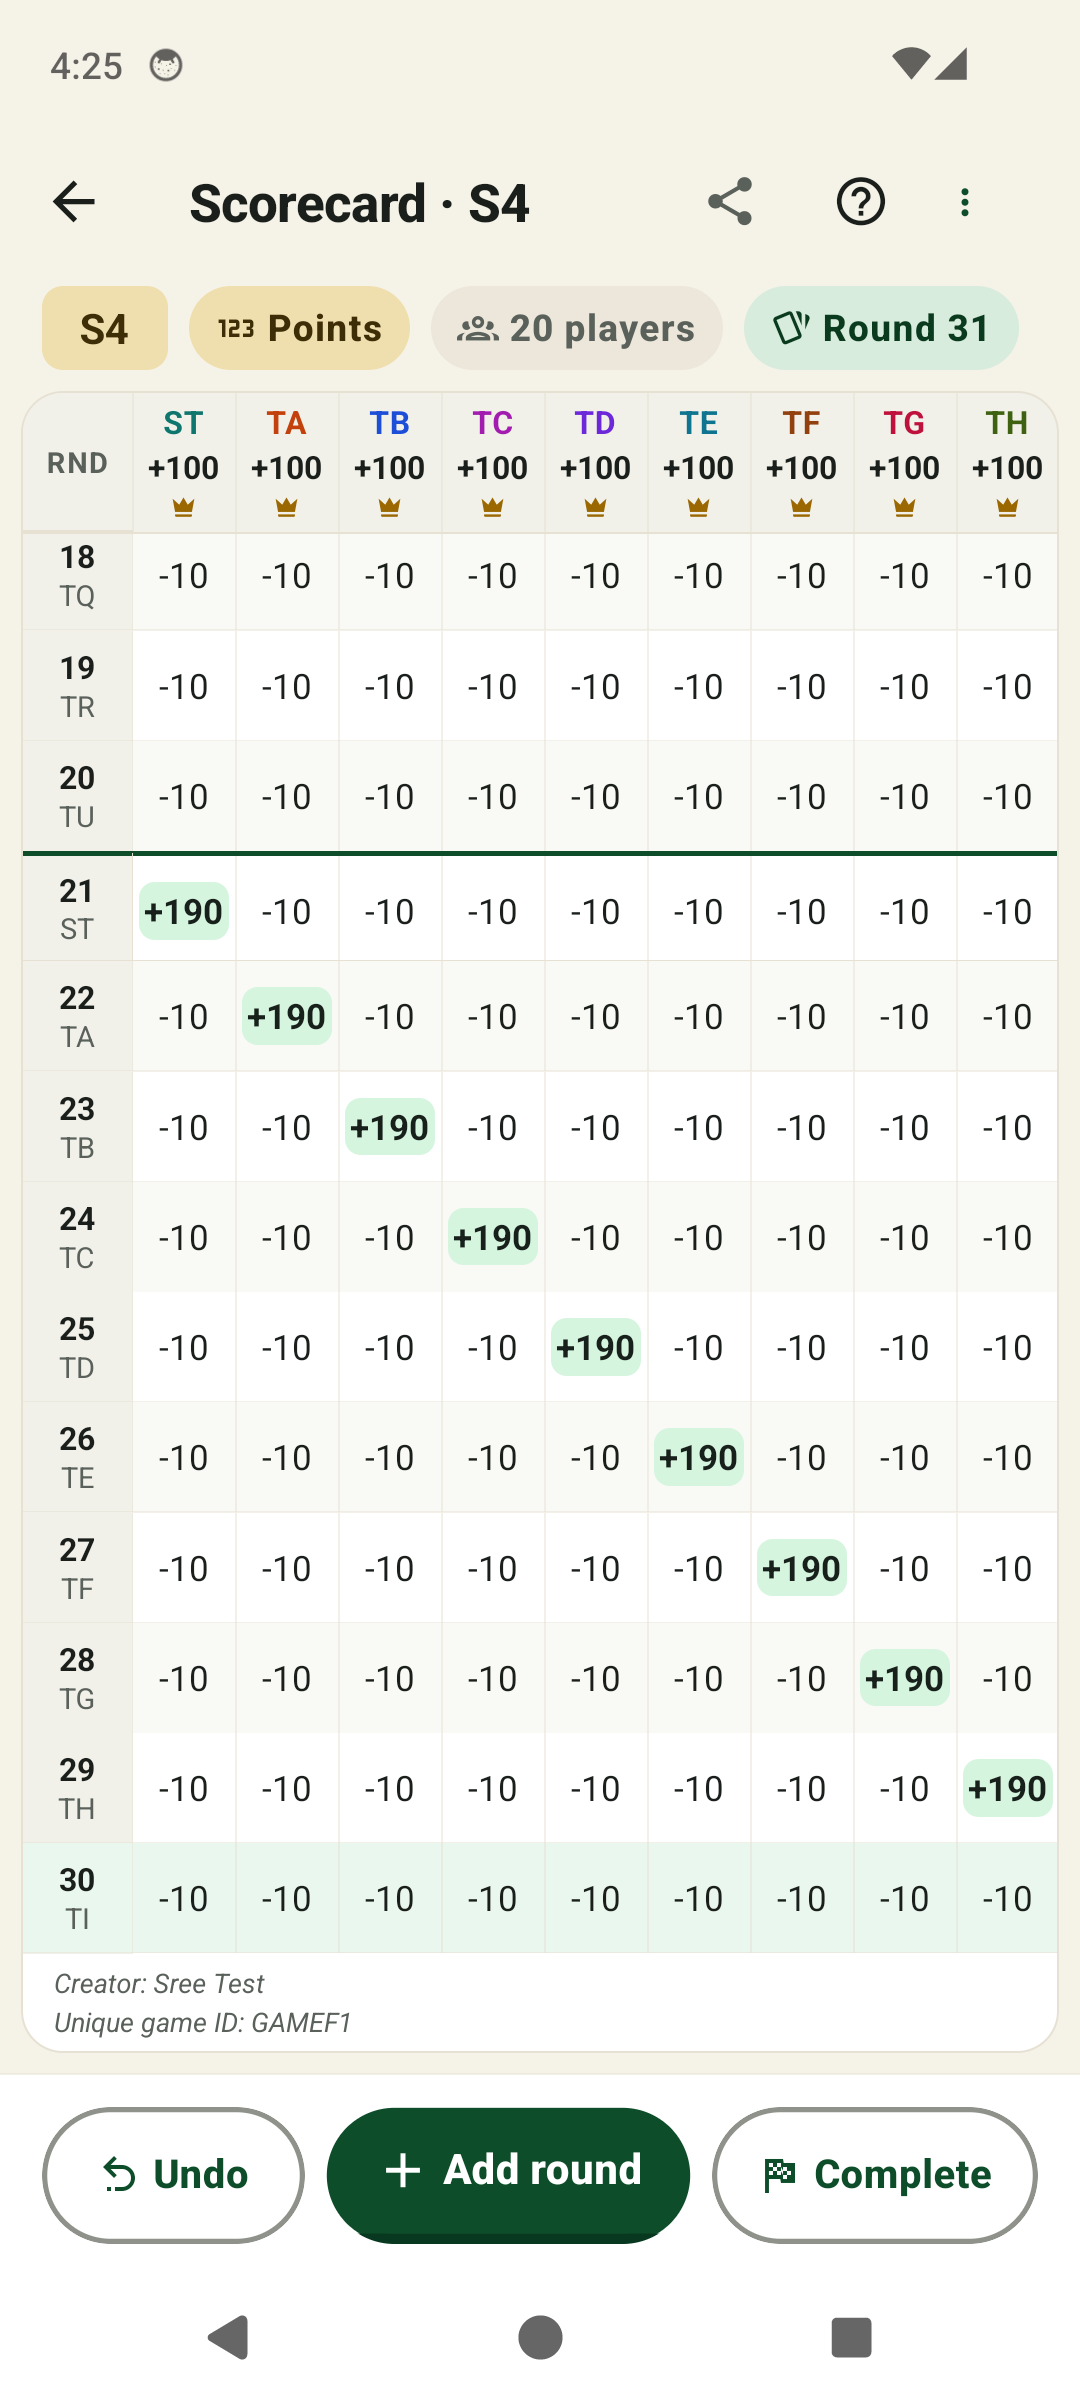 4:25
Scorecard · S4
S4 123 Points 20 players Round 31
RND ST TA TB TC TD TE TF TG TH
+100 +100 +100 +100 +100 +100 +100 +100 +100
18 TQ -10 -10 -10 -10 -10 -10 -10 -10 -10
19 TR -10 -10 -10 -10 -10 -10 -10 -10 -10
20 TU -10 -10 -10 -10 -10 -10 -10 -10 -10
21 ST +190 -10 -10 -10 -10 -10 -10 -10 -10
22 TA -10 +190 -10 -10 -10 -10 -10 -10 -10
23 TB -10 -10 +190 -10 -10 -10 -10 -10 -10
24 TC -10 -10 -10 +190 -10 -10 -10 -10 -10
25 TD -10 -10 -10 -10 +190 -10 -10 -10 -10
26 TE -10 -10 -10 -10 -10 +190 -10 -10 -10
27 TF -10 -10 -10 -10 -10 -10 +190 -10 -10
28 TG -10 -10 -10 -10 -10 -10 -10 +190 -10
29 TH -10 -10 -10 -10 -10 -10 -10 -10 +190
30 TI -10 -10 -10 -10 -10 -10 -10 -10 -10
Creator: Sree Test
Unique game ID: GAMEF1
Undo + Add round Complete